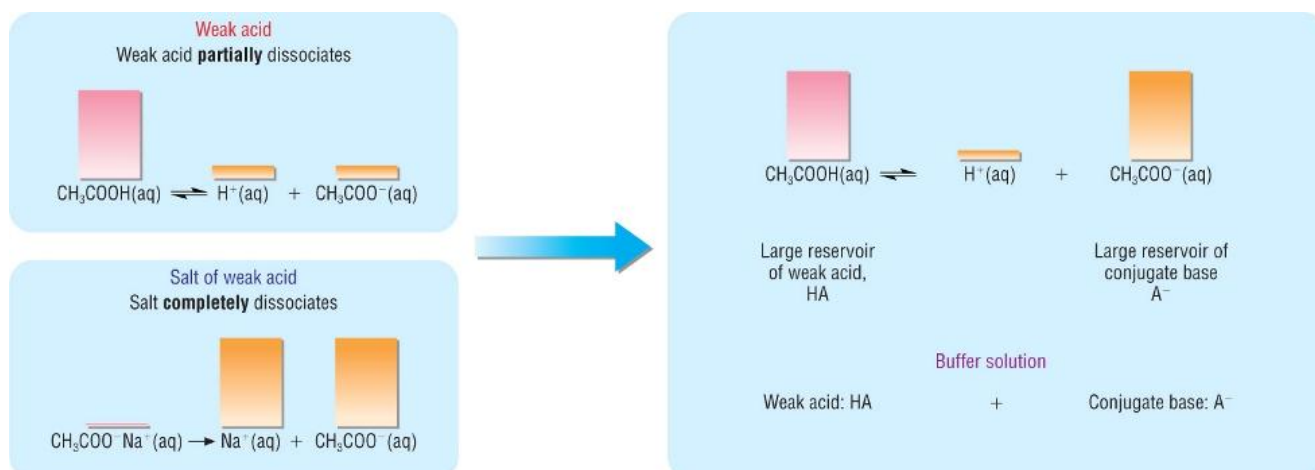 Weak acid
Weak acid partially dissociates
CH₃COOH(aq) ⇌ H⁺(aq) + CH₃COO⁻(aq)
Salt of weak acid
Salt completely dissociates
CH₃COO⁻Na⁺(aq) → Na⁺(aq) + CH₃COO⁻(aq)
CH₃COOH(aq) ⇌ H⁺(aq) + CH₃COO⁻(aq)
Large reservoir
of weak acid,
HA
Large reservoir of
conjugate base
A⁻
Buffer solution
Weak acid: HA + Conjugate base: A⁻